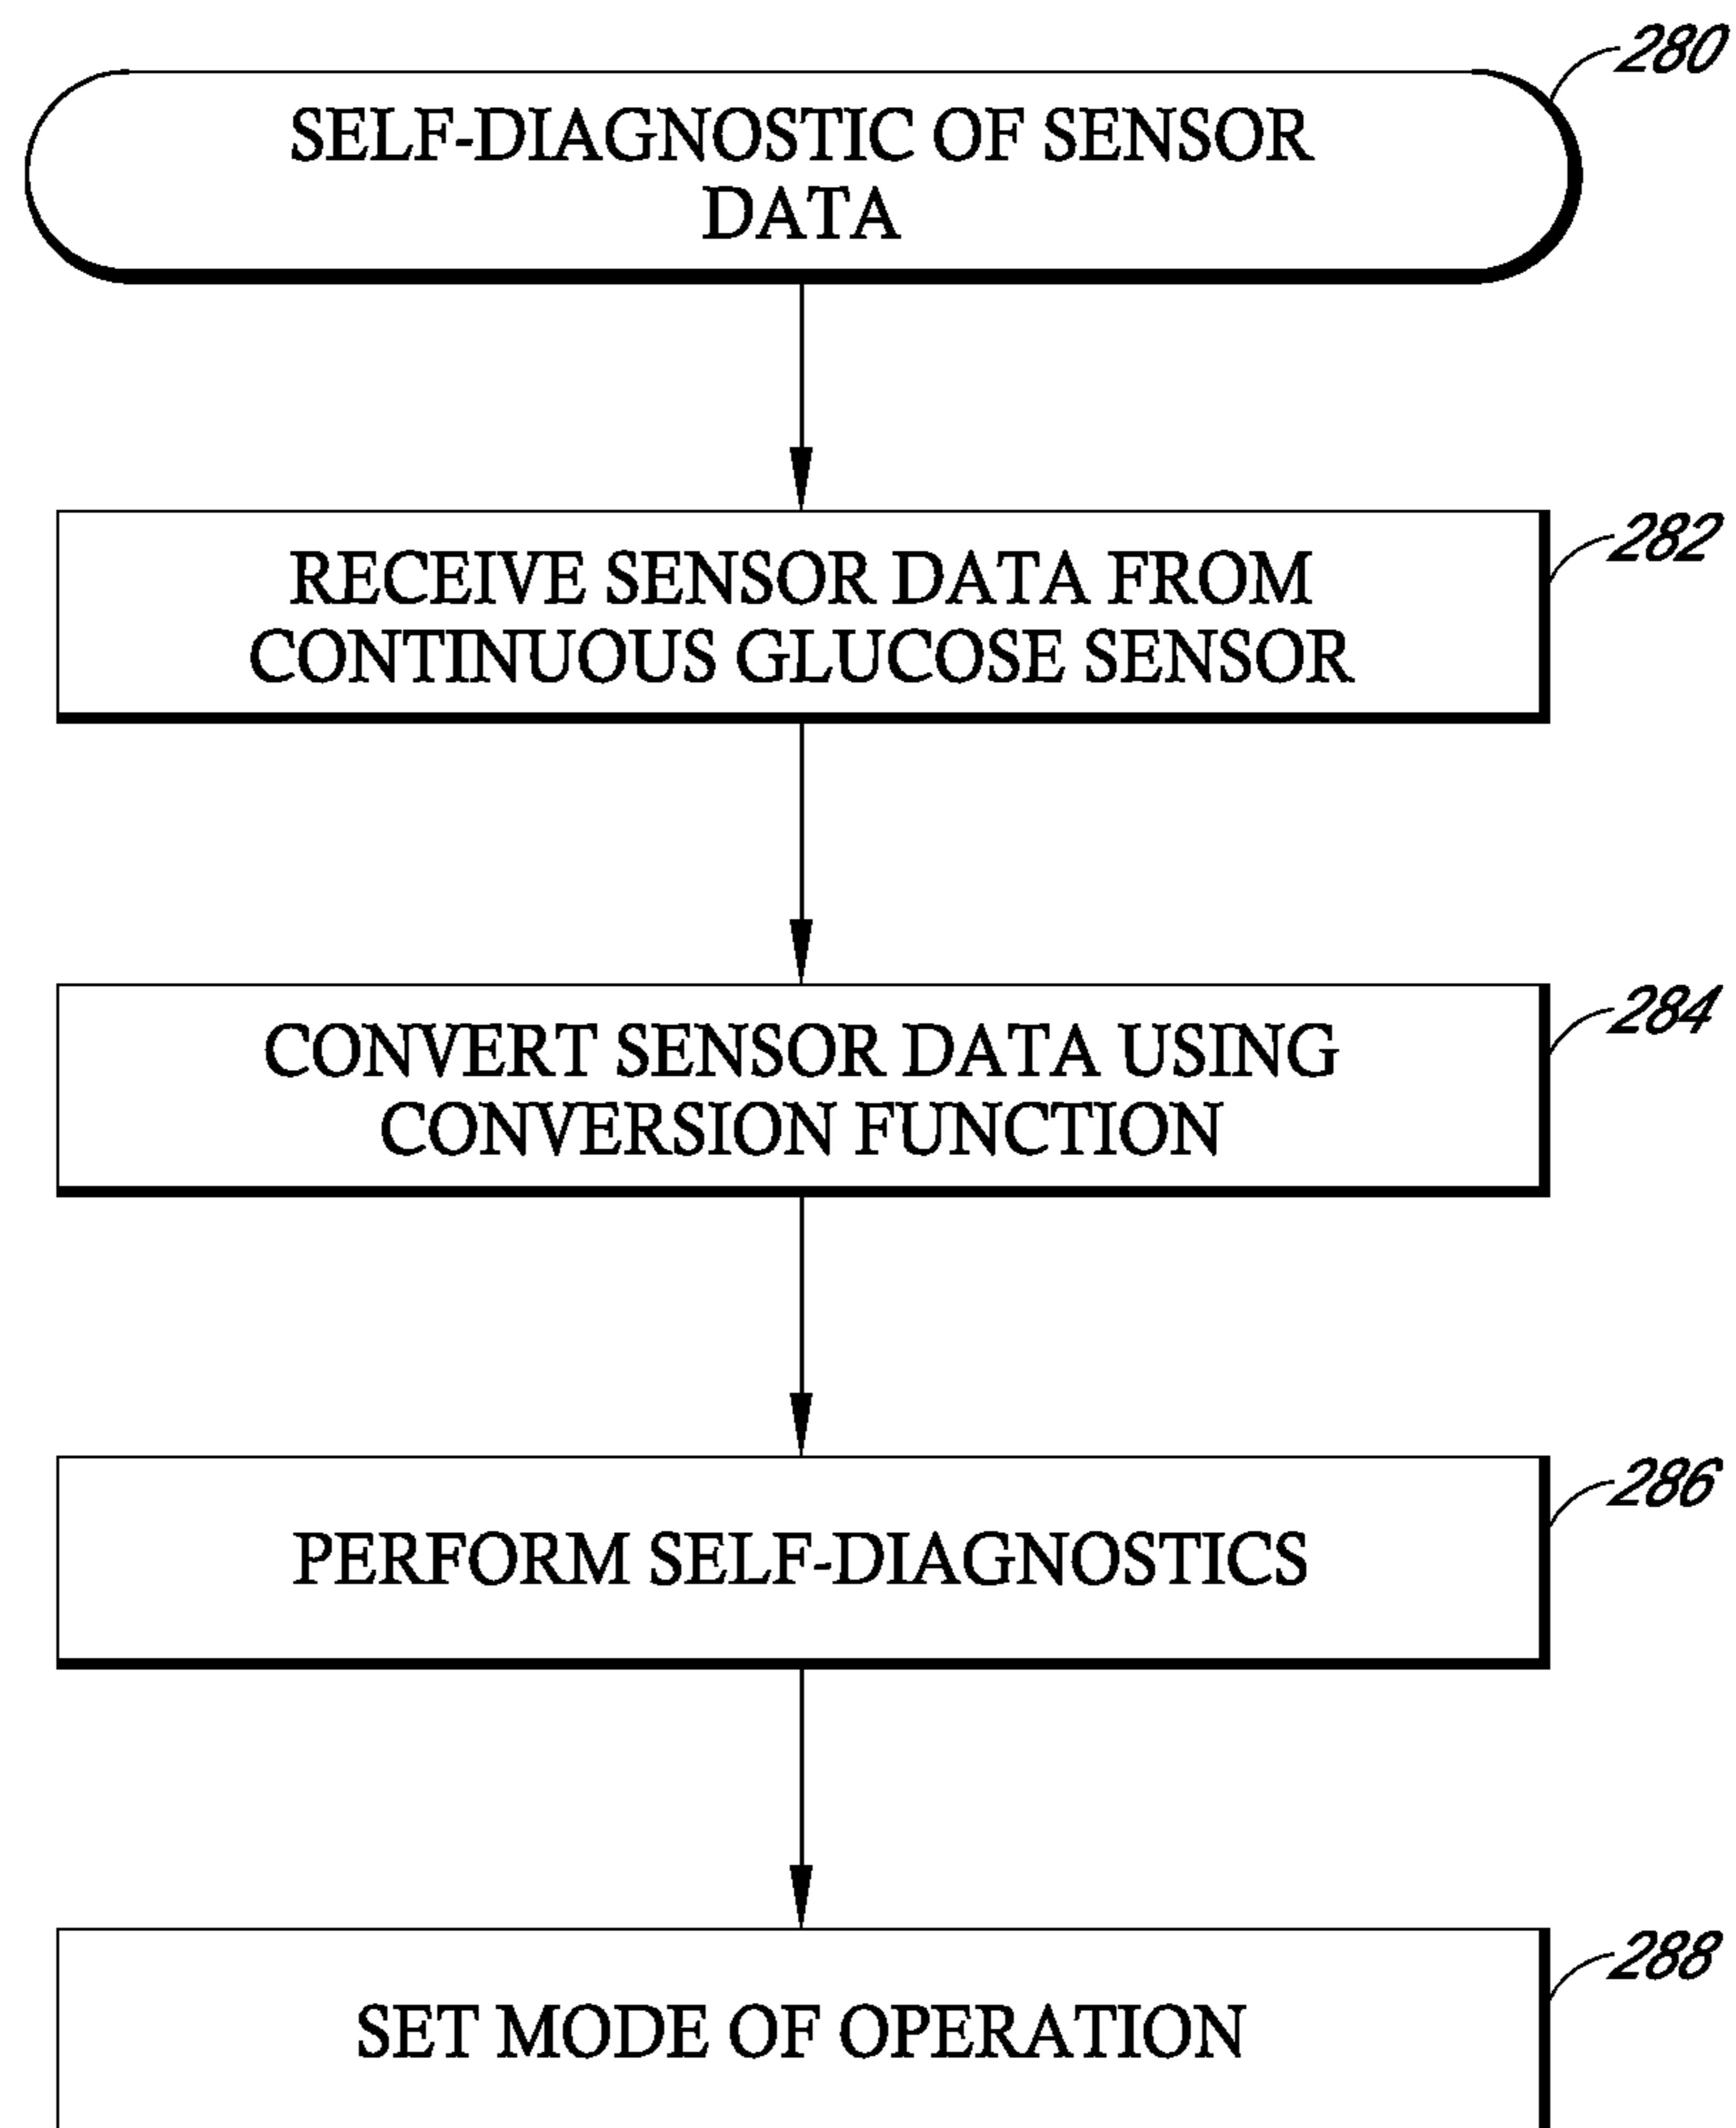 280
SELF-DIAGNOSTIC OF SENSOR
DATA
282
RECEIVE SENSOR DATA FROM
CONTINUOUS GLUCOSE SENSOR
284
CONVERT SENSOR DATA USING
CONVERSION FUNCTION
286
PERFORM SELF-DIAGNOSTICS
288
SET MODE OF OPERATION